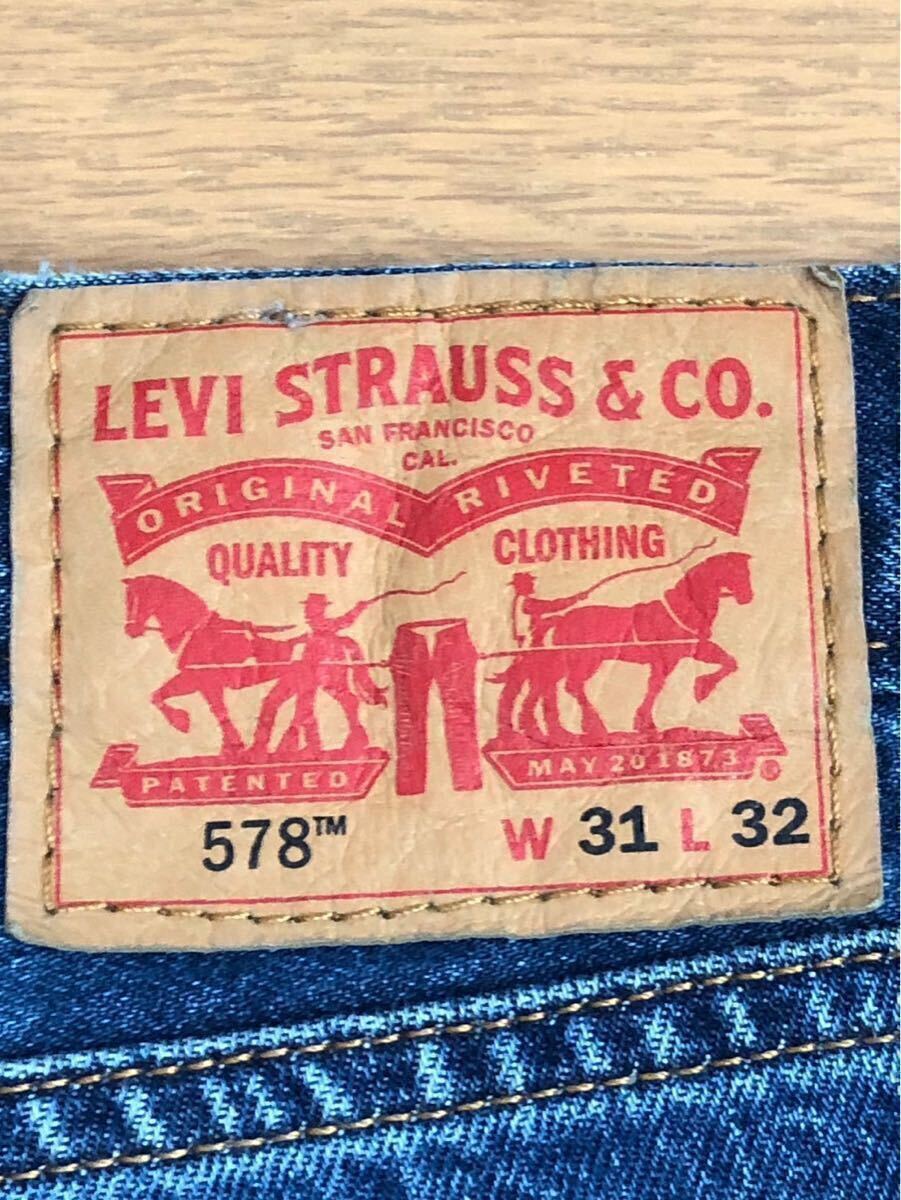 LEVI STRAUSS & CO.
SAN FRANCISCO
CAL.
ORIGINAL RIVETED
QUALITY CLOTHING
PATENTED MAY 20 1873 ®
578™ W 31 L 32